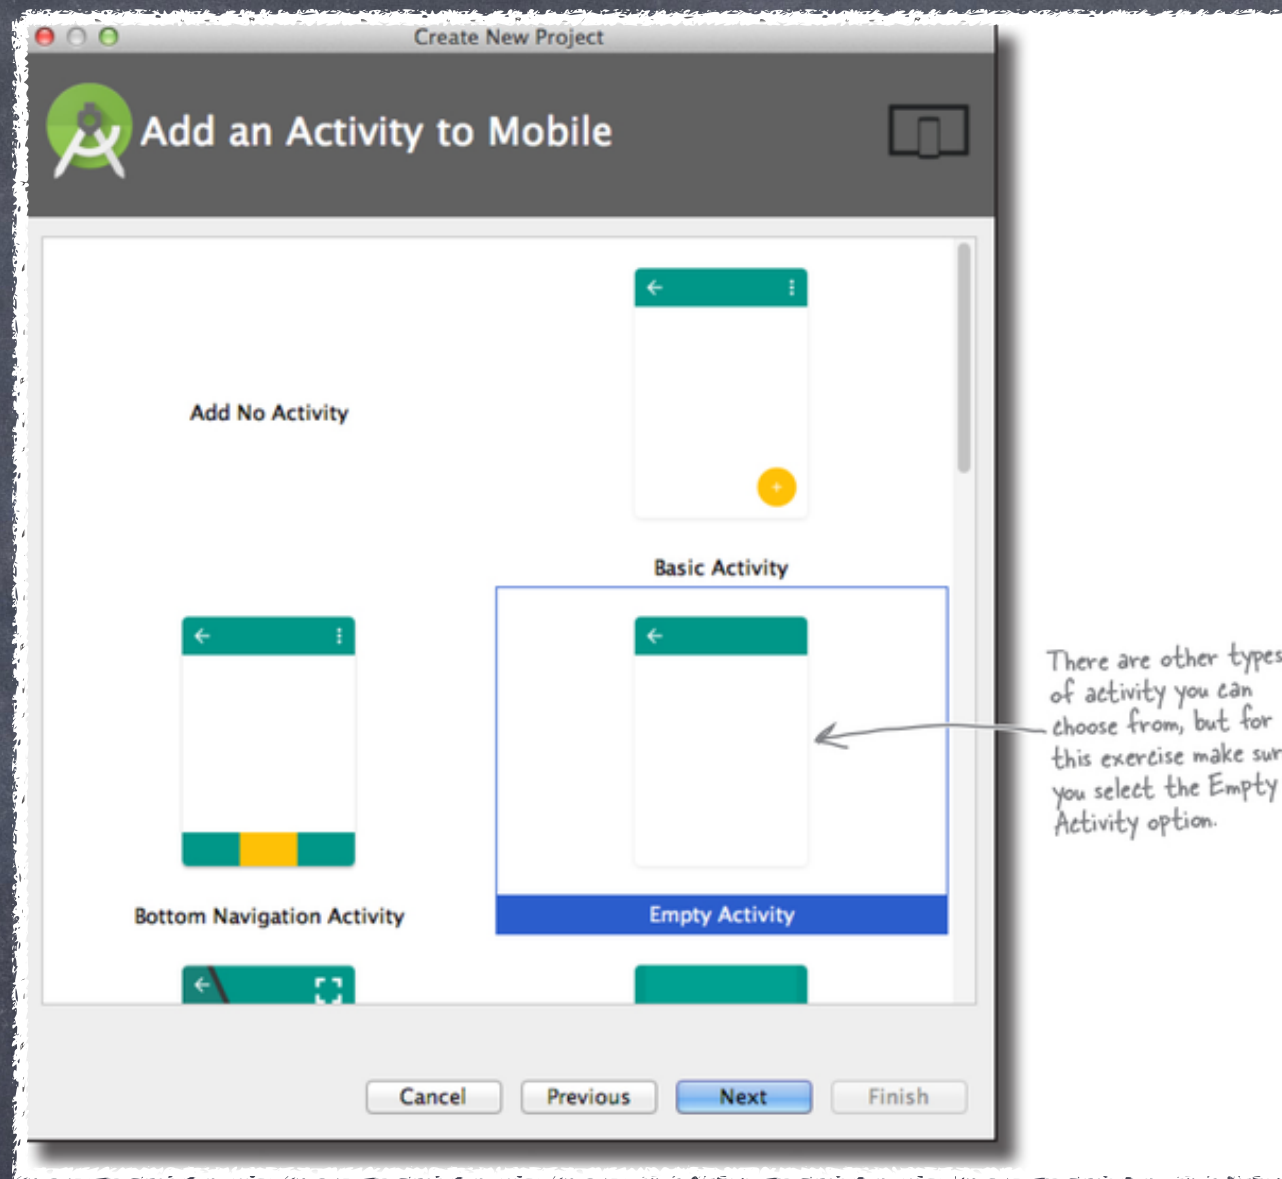 Create New Project
Add an Activity to Mobile
Add No Activity
Basic Activity
Bottom Navigation Activity
Empty Activity
There are other types
of activity you can
choose from, but for
this exercise make sur
you select the Empty
Activity option.
Cancel
Previous
Next
Finish